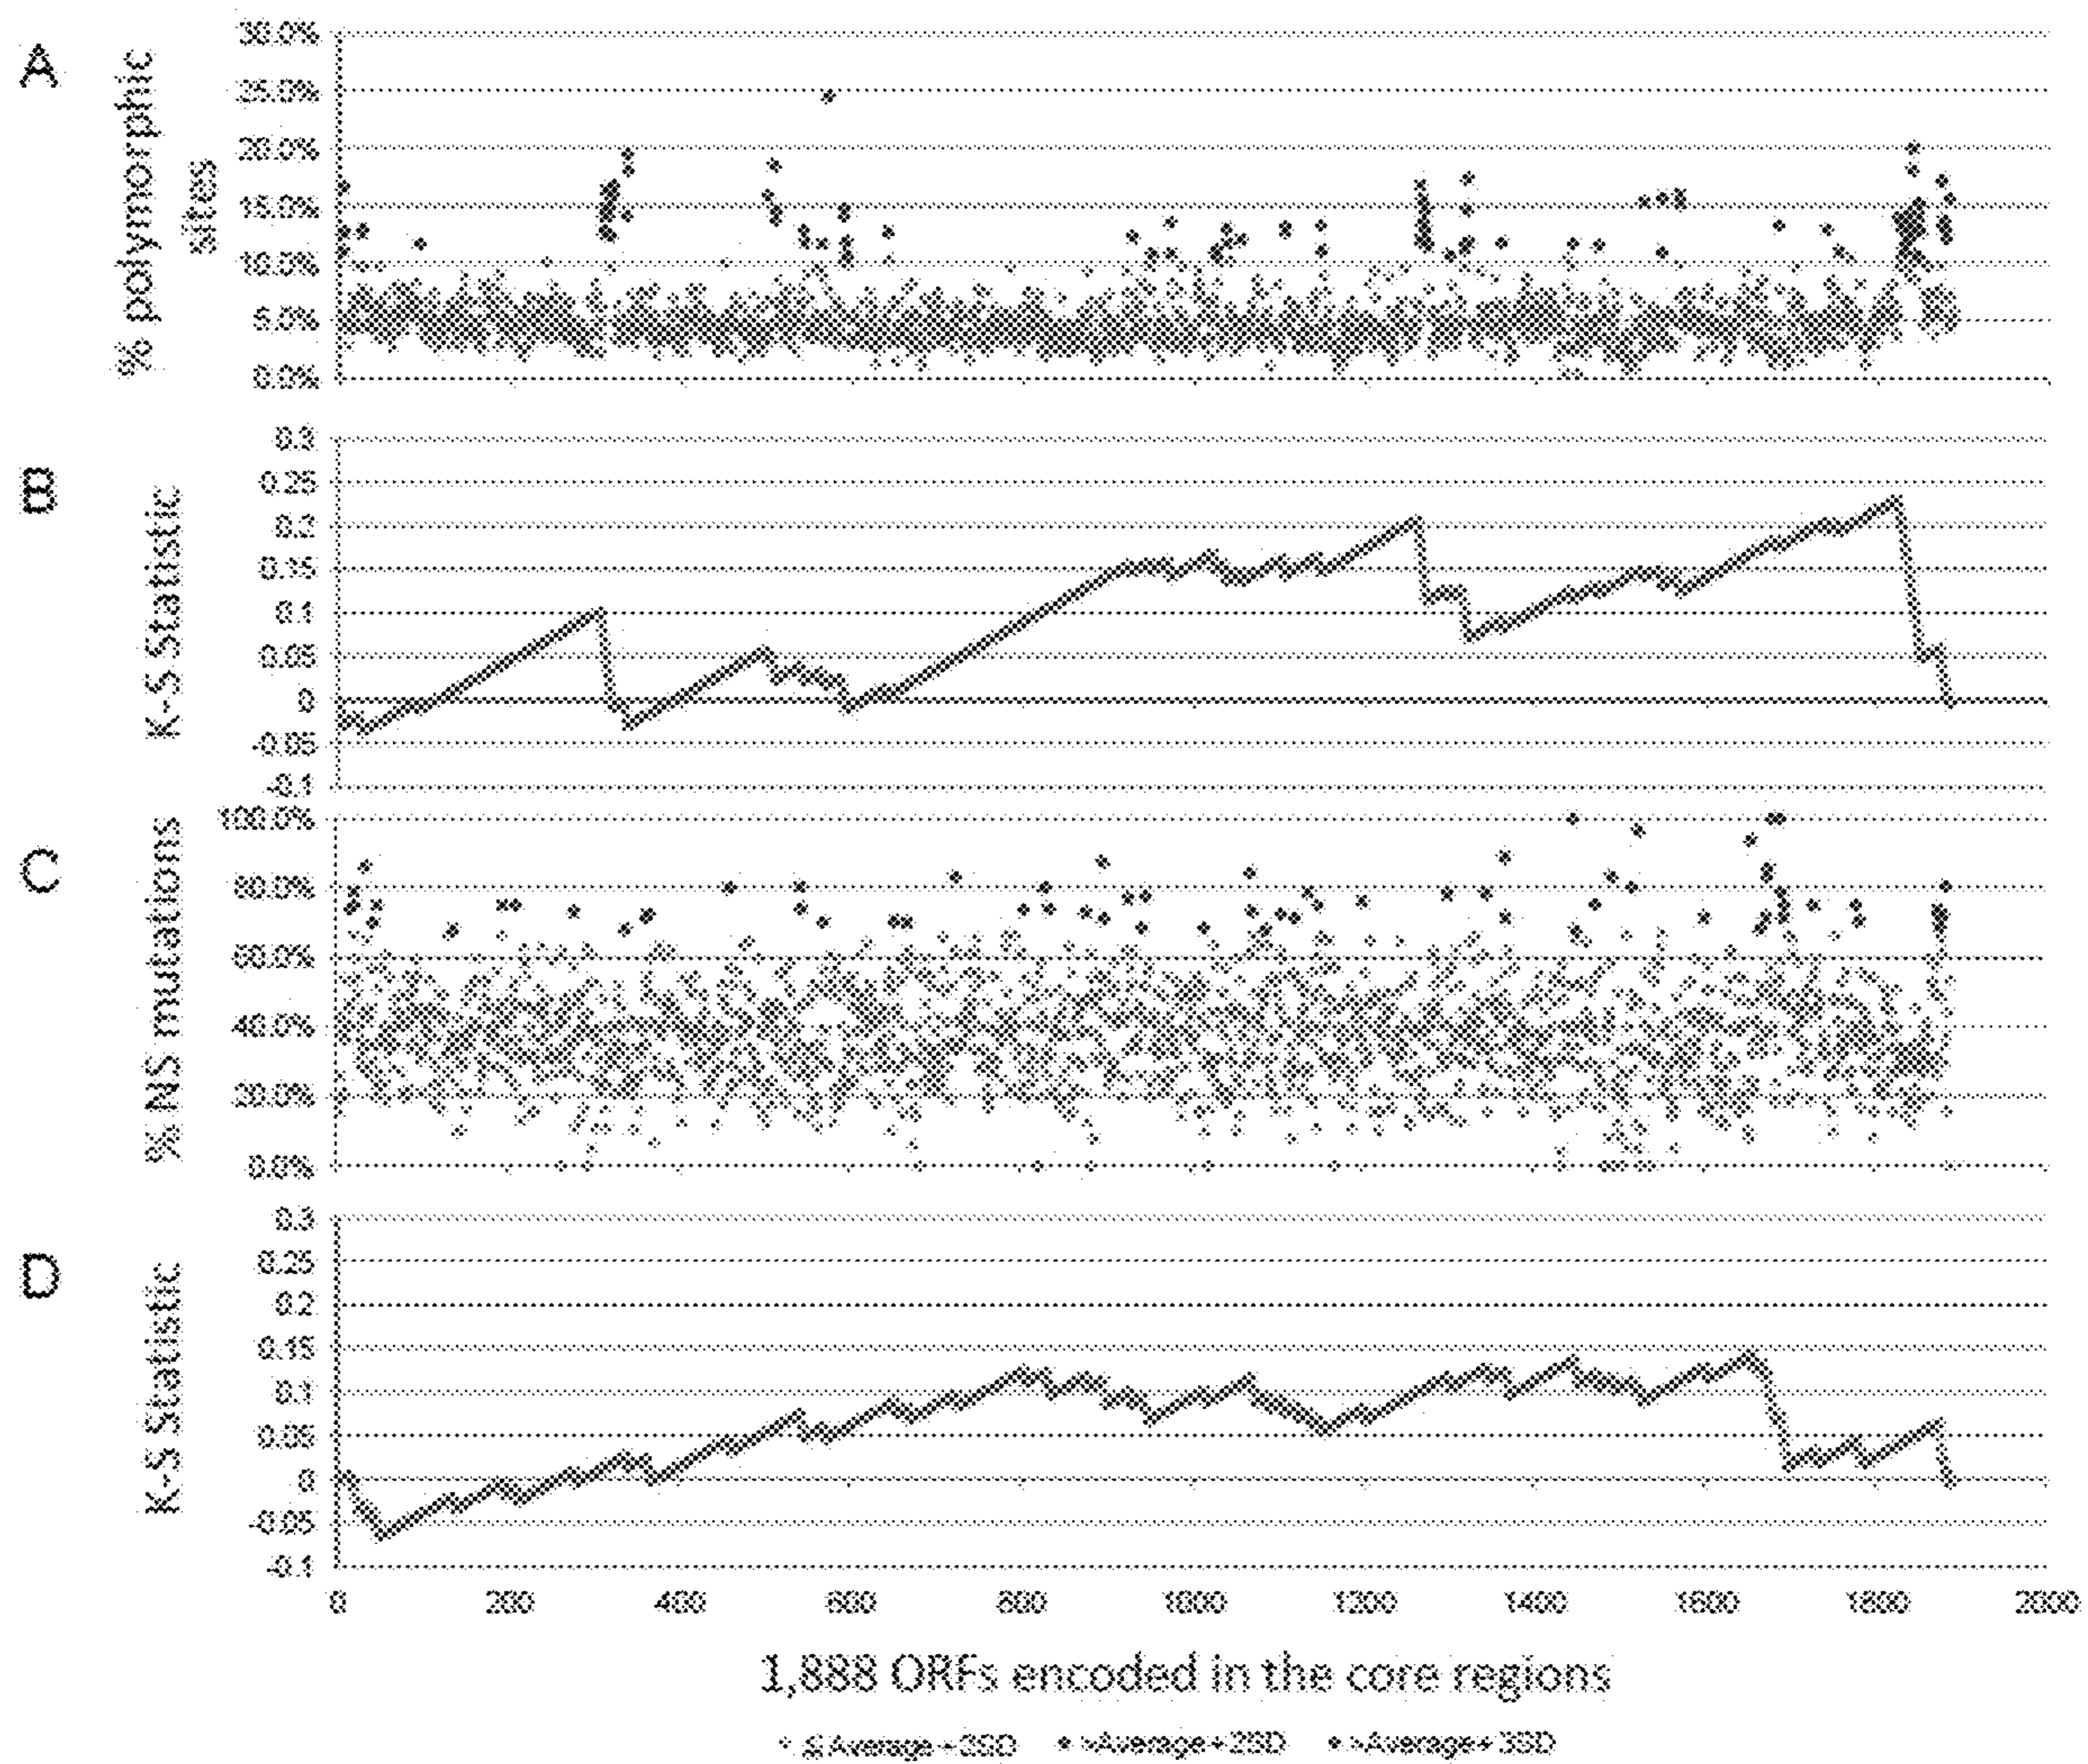 A
% polymorphic
sites
30.0%
25.0%
20.0%
15.0%
10.0%
5.0%
0.0%
B
K-S Statistic
0.3
0.25
0.2
0.15
0.1
0.05
0
-0.05
-0.1
C
% NS mutations
100.0%
80.0%
60.0%
40.0%
20.0%
0.0%
D
K-S Statistic
0.3
0.25
0.2
0.15
0.1
0.05
0
-0.05
-0.1
0 200 400 600 800 1000 1200 1400 1600 1800 2000
1,888 ORFs encoded in the core regions
≤Average+2SD >Average+2SD >Average+3SD